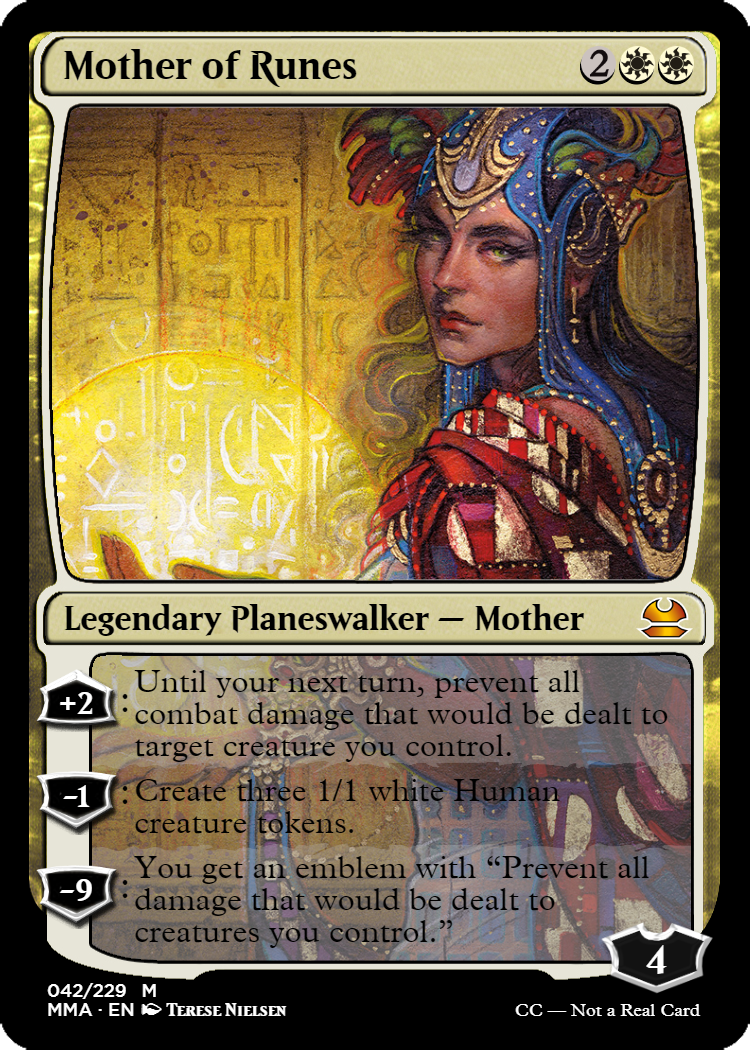 Mother of Runes 2
Legendary Planeswalker — Mother
+2: Until your next turn, prevent all
combat damage that would be dealt to
target creature you control.
−1: Create three 1/1 white Human
creature tokens.
−9: You get an emblem with “Prevent all
damage that would be dealt to
creatures you control.”
4
042/229 M
MMA · EN TERESE NIELSEN
CC — Not a Real Card